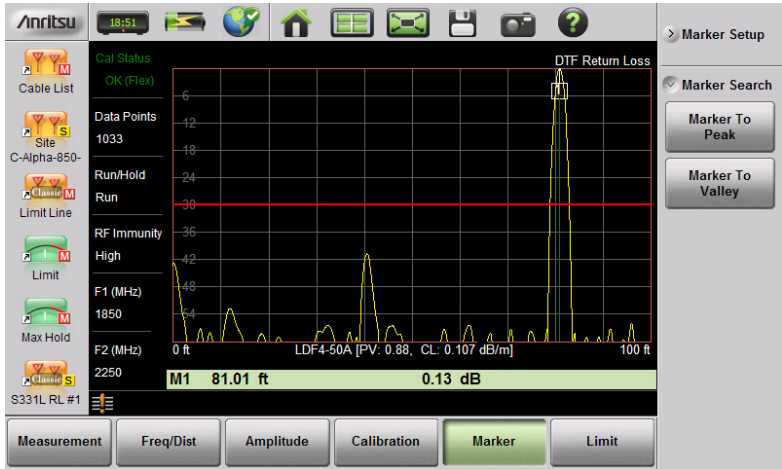 Anritsu
18:51
Marker Setup
Marker Search
Marker To
Peak
Marker To
Valley
M
Cable List
S
Site
C-Alpha-850-
Classic M
Limit Line
M
Limit
M
Max Hold
Classic S
S331L RL #1
Cal Status
OK (Flex)
Data Points
1033
Run/Hold
Run
RF Immunity
High
F1 (MHz)
1850
F2 (MHz)
2250
DTF Return Loss
6
12
18
24
30
36
42
48
54
1
0 ft
LDF4-50A [PV: 0.88, CL: 0.107 dB/m]
100 ft
M1 81.01 ft 0.13 dB
Measurement
Freq/Dist
Amplitude
Calibration
Marker
Limit